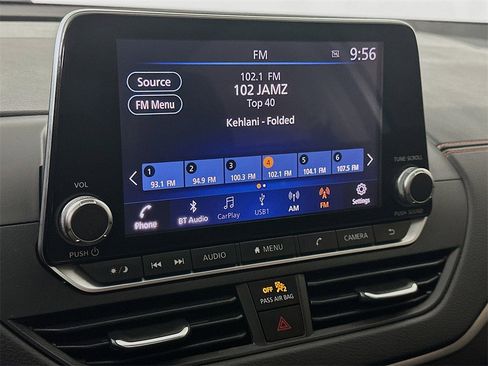 FM
9:56
Source
FM Menu
102.1 FM
102 JAMZ
Top 40
Kehlani - Folded
1 2 3 4 5 6
93.1 FM 94.9 FM 100.3 FM 102.1 FM 104.1 FM 107.5 FM
Phone BT Audio CarPlay USB1 AM FM Settings
VOL
PUSH
TUNE·SCROLL
PUSH·SOUND
AUDIO
MENU
CAMERA
OFF 2
PASS AIR BAG